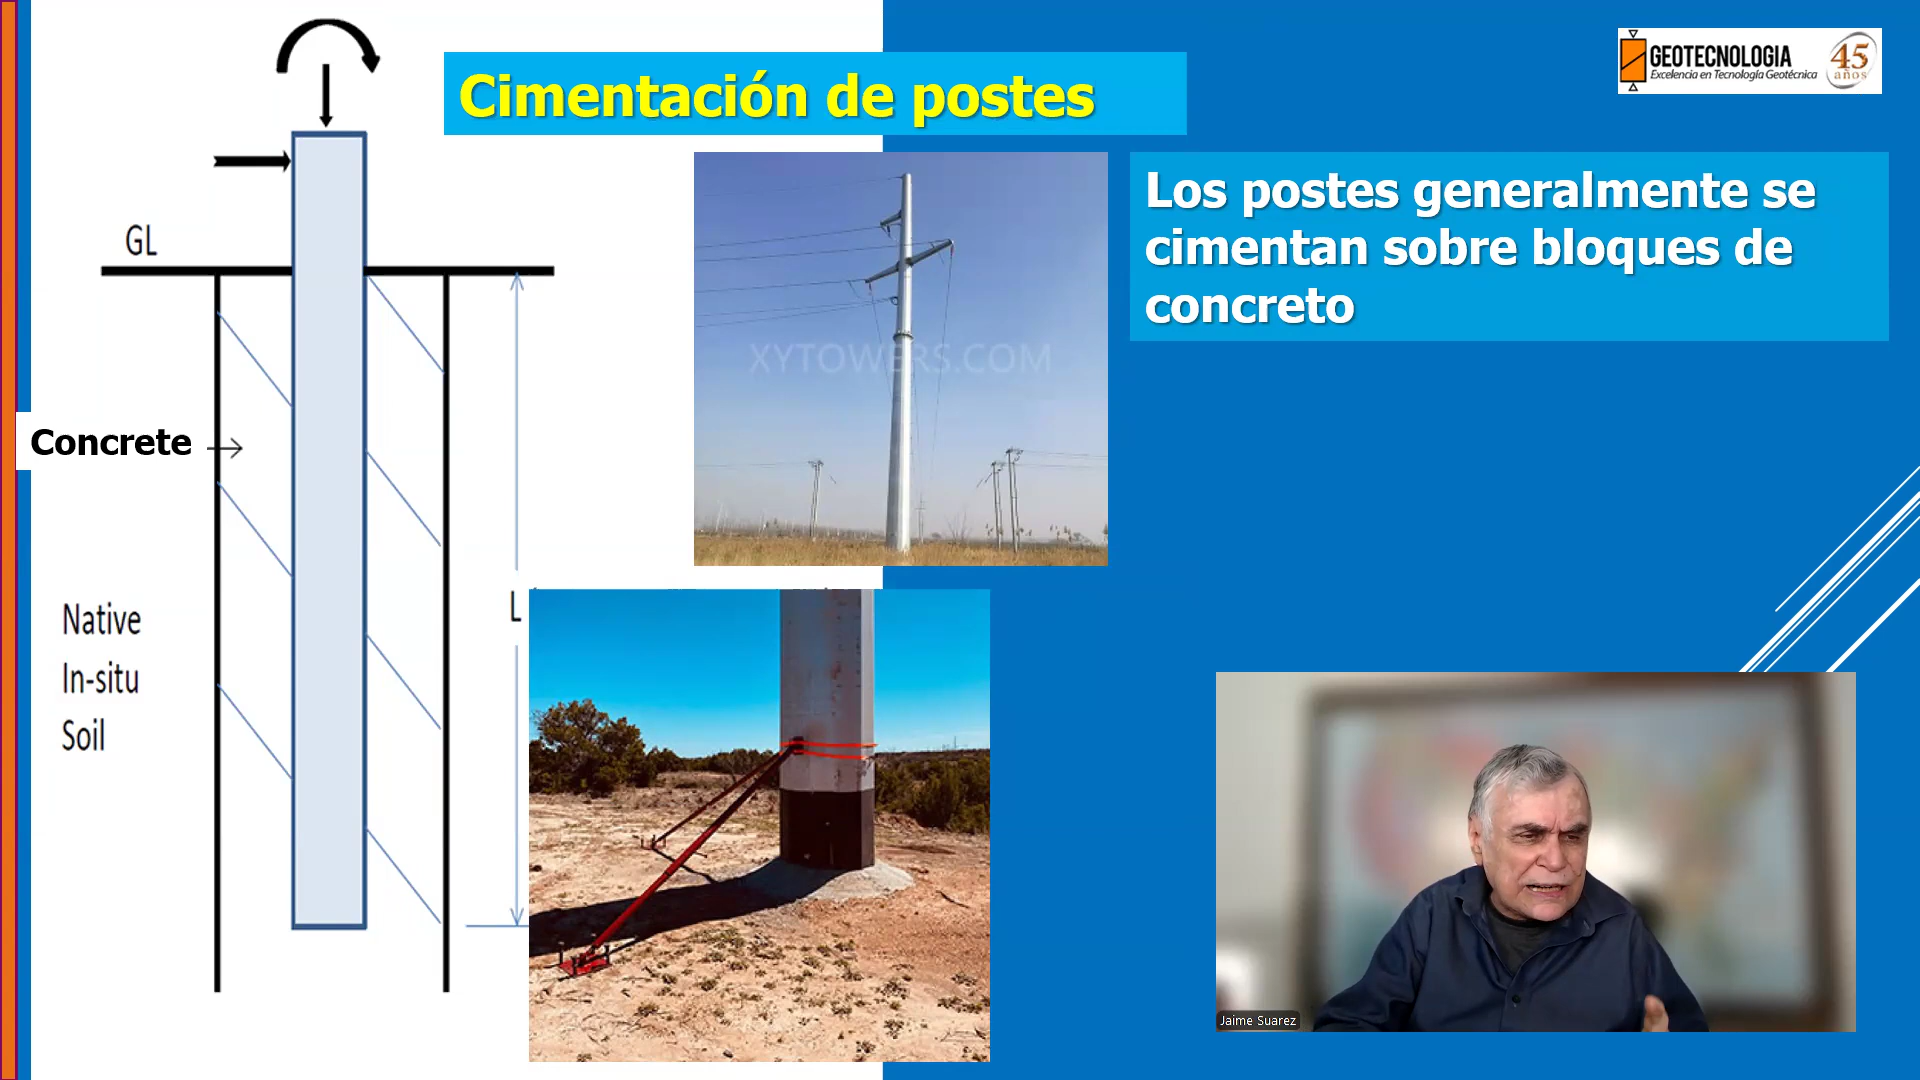 Cimentación de postes
GEOTECNOLOGIA
Excelencia en Tecnología Geotécnica
45
años
Los postes generalmente se
cimentan sobre bloques de
concreto
GL
Concrete
Native
In-situ
Soil
L
XYTOWERS.COM
Jaime Suarez